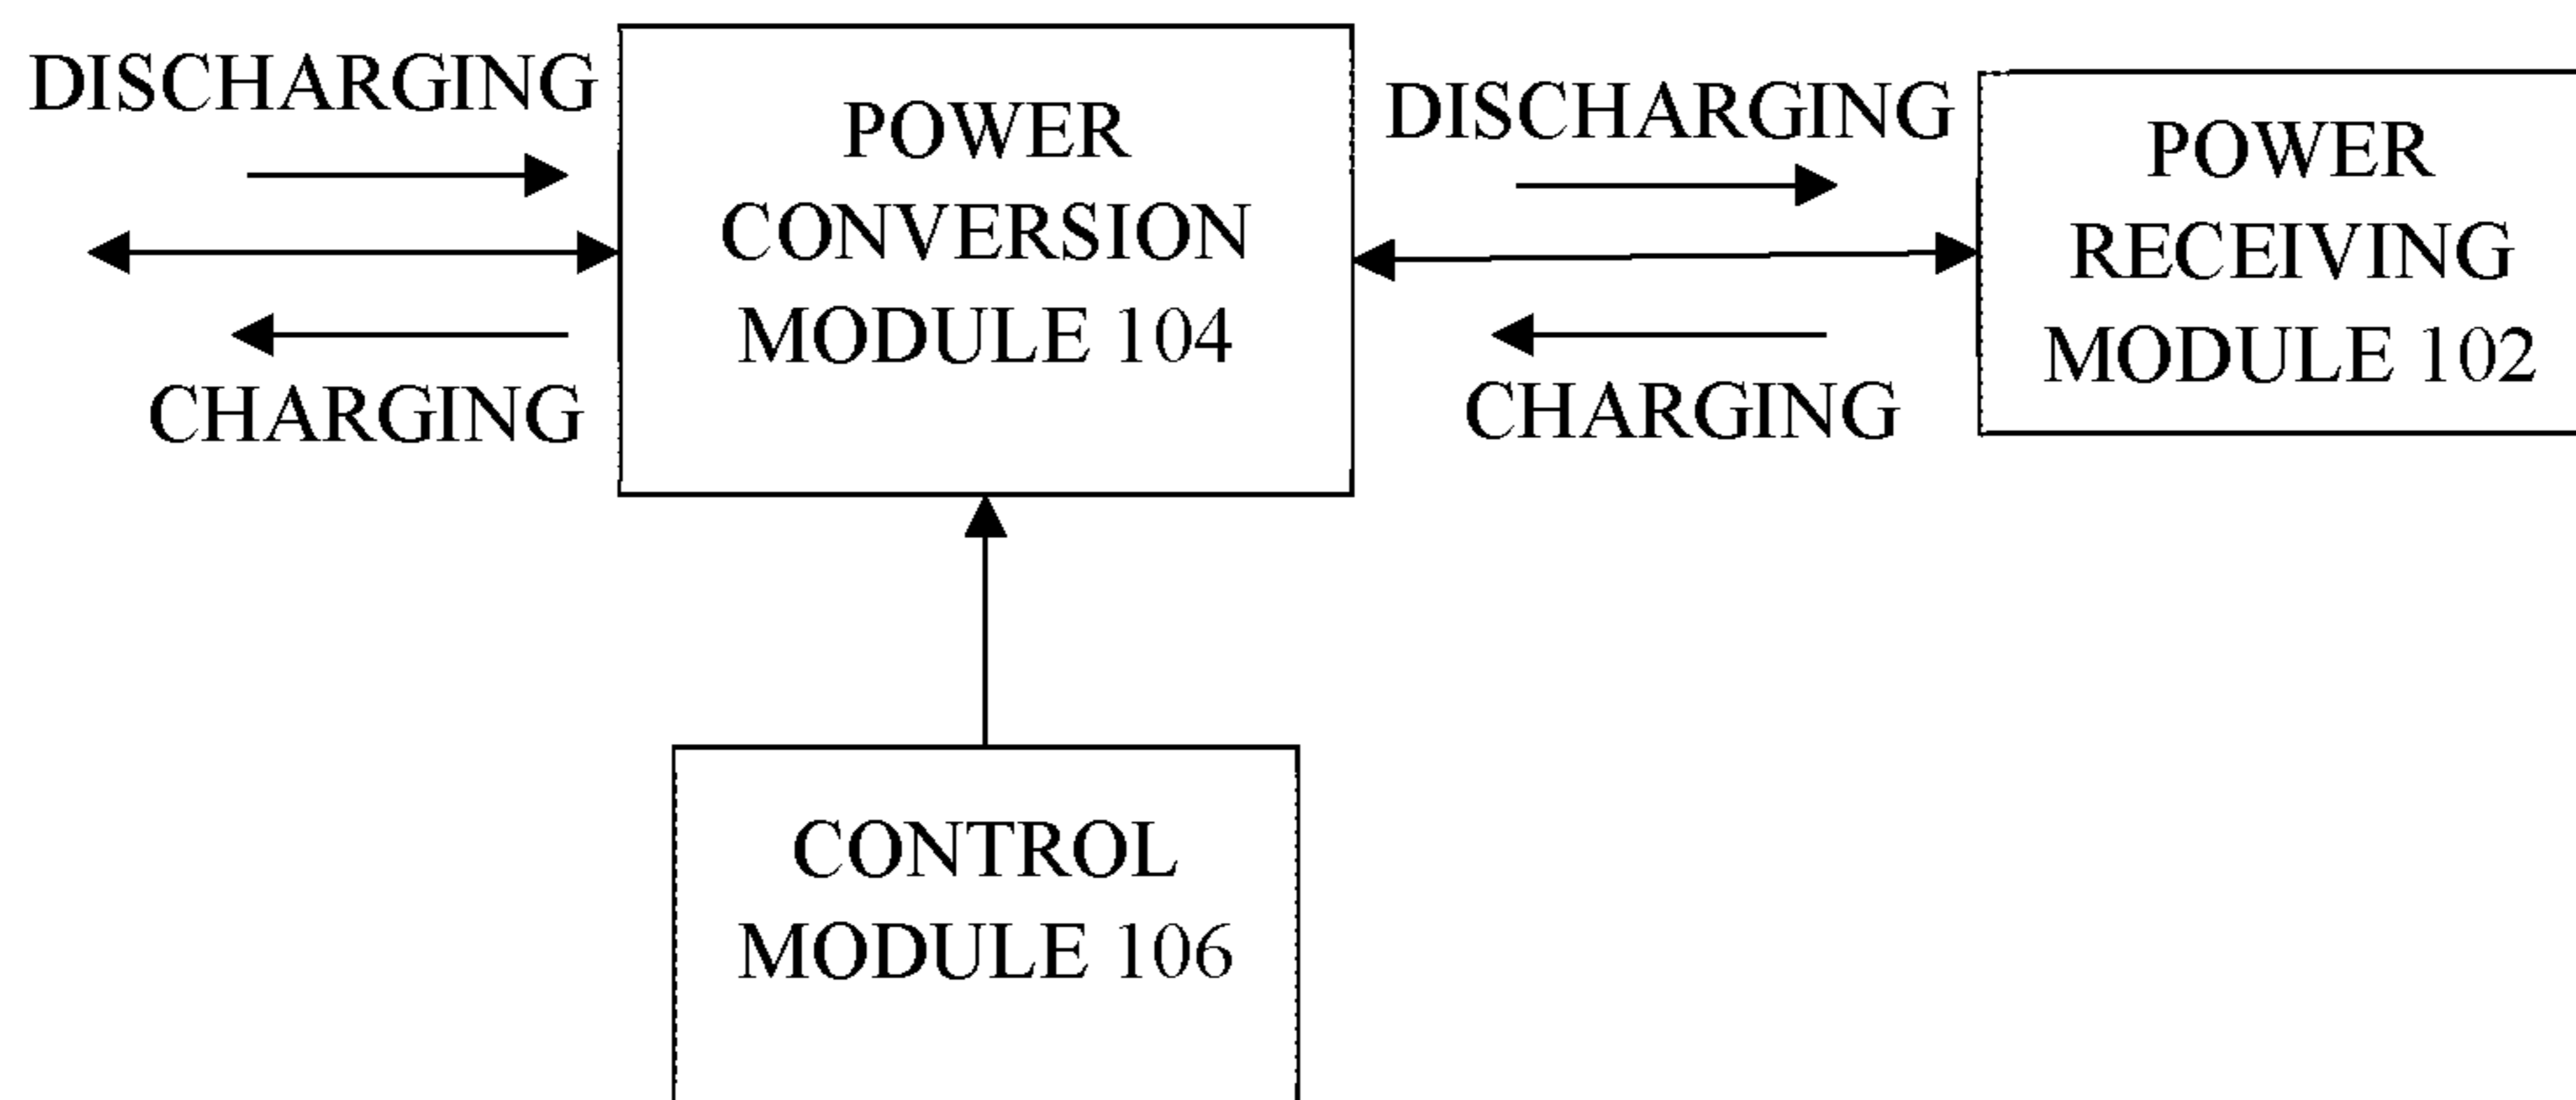 DISCHARGING
CHARGING
POWER
CONVERSION
MODULE 104
DISCHARGING
CHARGING
POWER
RECEIVING
MODULE 102
CONTROL
MODULE 106